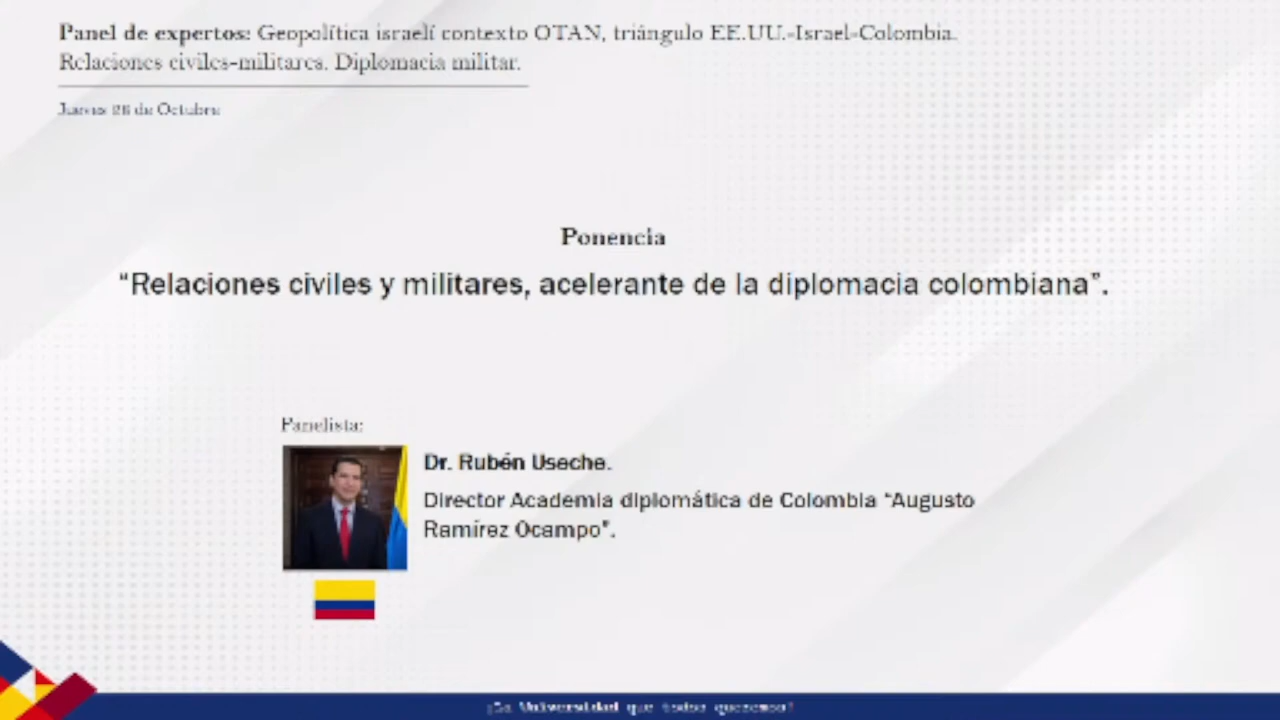 Panel de expertos: Geopolítica israelí contexto OTAN, triángulo EE.UU.-Israel-Colombia.
Relaciones civiles-militares. Diplomacia militar.
Jueves 26 de Octubre
Ponencia
“Relaciones civiles y militares, acelerante de la diplomacia colombiana”.
Panelista:
Dr. Rubén Useche.
Director Academia diplomática de Colombia “Augusto
Ramírez Ocampo”.
¡La Universidad que todos queremos!